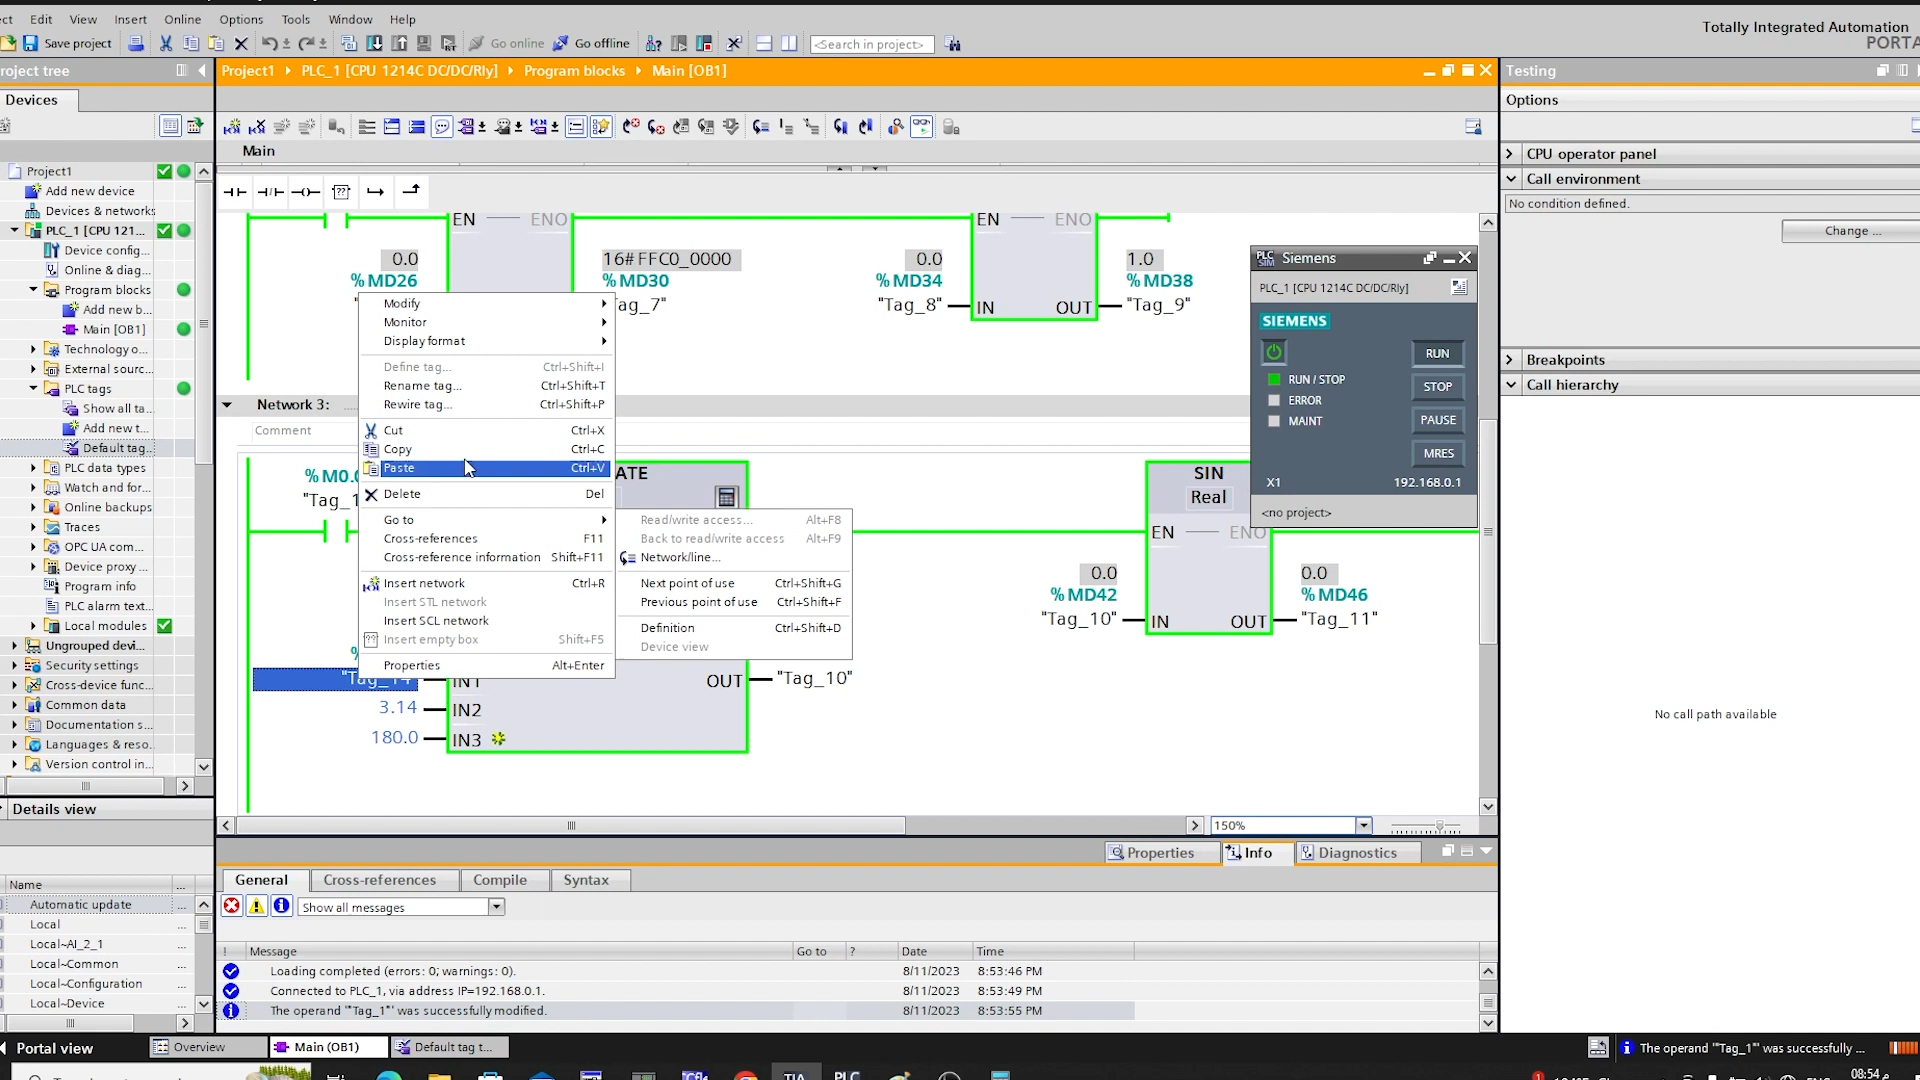 ect Edit View Insert Online Options Tools Window Help
Totally Integrated Automation
PORTA
Save project Go online Go offline <Search in project>
roject tree
Project1 PLC_1 [CPU 1214C DC/DC/Rly] Program blocks Main [OB1]
Testing
Devices
Options
Main
CPU operator panel
Call environment
No condition defined.
Change ...
Breakpoints
Call hierarchy
No call path available
Project1
Add new device
Devices & networks
PLC_1 [CPU 121...
Device config...
Online & diag...
Program blocks
Add new b...
Main [OB1]
Technology o...
External sourc...
PLC tags
Show all ta...
Add new t...
Default tag...
PLC data types
Watch and for...
Online backups
Traces
OPC UA com...
Device proxy ...
Program info
PLC alarm text...
Local modules
Ungrouped devi...
Security settings
Cross-device func...
Common data
Documentation s...
Languages & reso...
Version control in...
Details view
Name ...
Automatic update ...
Local ...
Local~AI_2_1 ...
Local~Common ...
Local~Configuration ...
Local~Device ...
EN ENO EN ENO
0.0 16#FFC0_0000 0.0 1.0
%MD26 %MD30 %MD34 %MD38
Tag_7" "Tag_8" IN OUT "Tag_9"
Network 3: .....
Comment
%M0.0
"Tag_1
ATE
SIN
Real
EN ENO
0.0 0.0
%MD42 %MD46
"Tag_10" IN OUT "Tag_11"
"Tag_14" IN1 OUT "Tag_10"
3.14 IN2
180.0 IN3
Modify
Monitor
Display format
Define tag... Ctrl+Shift+I
Rename tag... Ctrl+Shift+T
Rewire tag... Ctrl+Shift+P
Cut Ctrl+X
Copy Ctrl+C
Paste Ctrl+V
Delete Del
Go to
Cross-references F11
Cross-reference information Shift+F11
Insert network Ctrl+R
Insert STL network
Insert SCL network
Insert empty box Shift+F5
Properties Alt+Enter
Read/write access... Alt+F8
Back to read/write access Alt+F9
Network/line...
Next point of use Ctrl+Shift+G
Previous point of use Ctrl+Shift+F
Definition Ctrl+Shift+D
Device view
PLC SIM Siemens
PLC_1 [CPU 1214C DC/DC/Rly]
SIEMENS
RUN
RUN / STOP
STOP
ERROR
MAINT
PAUSE
MRES
X1 192.168.0.1
<no project>
150%
Properties Info Diagnostics
General Cross-references Compile Syntax
Show all messages
! Message Go to ? Date Time
Loading completed (errors: 0; warnings: 0). 8/11/2023 8:53:46 PM
Connected to PLC_1, via address IP=192.168.0.1. 8/11/2023 8:53:49 PM
The operand '"Tag_1"' was successfully modified. 8/11/2023 8:53:55 PM
Portal view Overview Main (OB1) Default tag t...
The operand '"Tag_1"' was successfully ...
TIA PLC
08:54